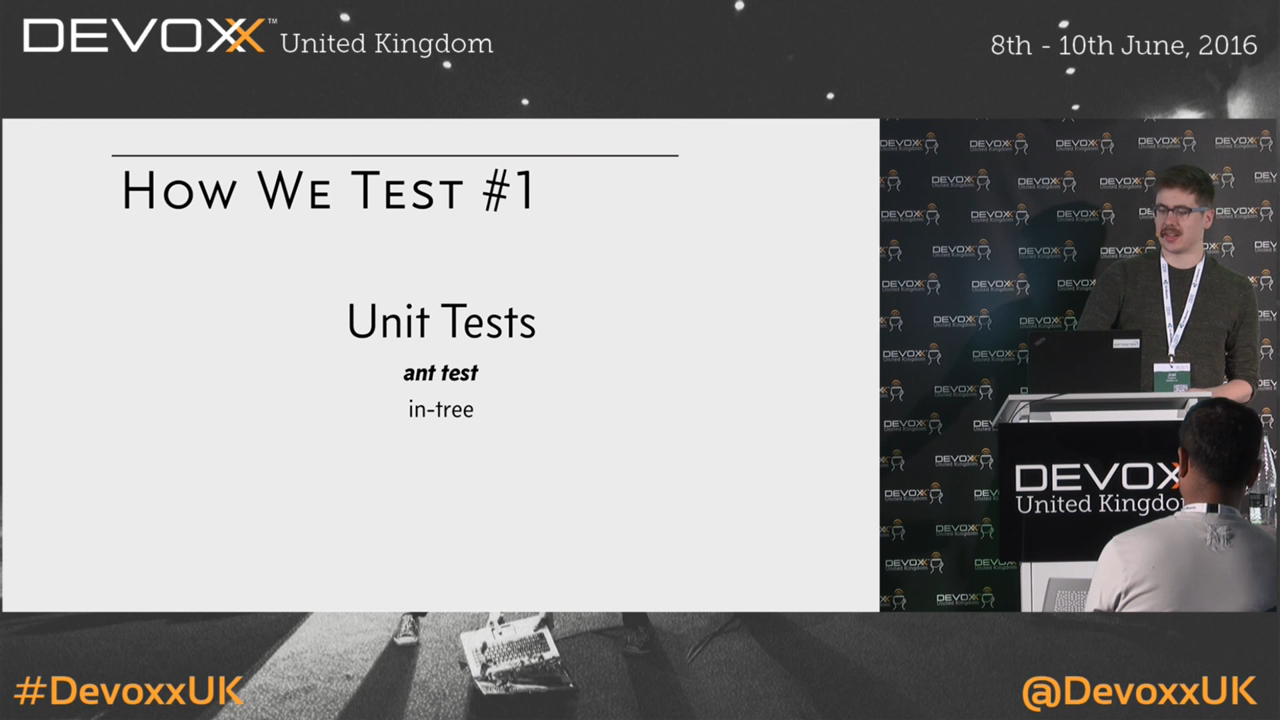 DEVOXX™ United Kingdom
8th - 10th June, 2016
HOW WE TEST #1
Unit Tests
ant test
in-tree
DEVOXX
United Kingdom
#DevoxxUK
@DevoxxUK